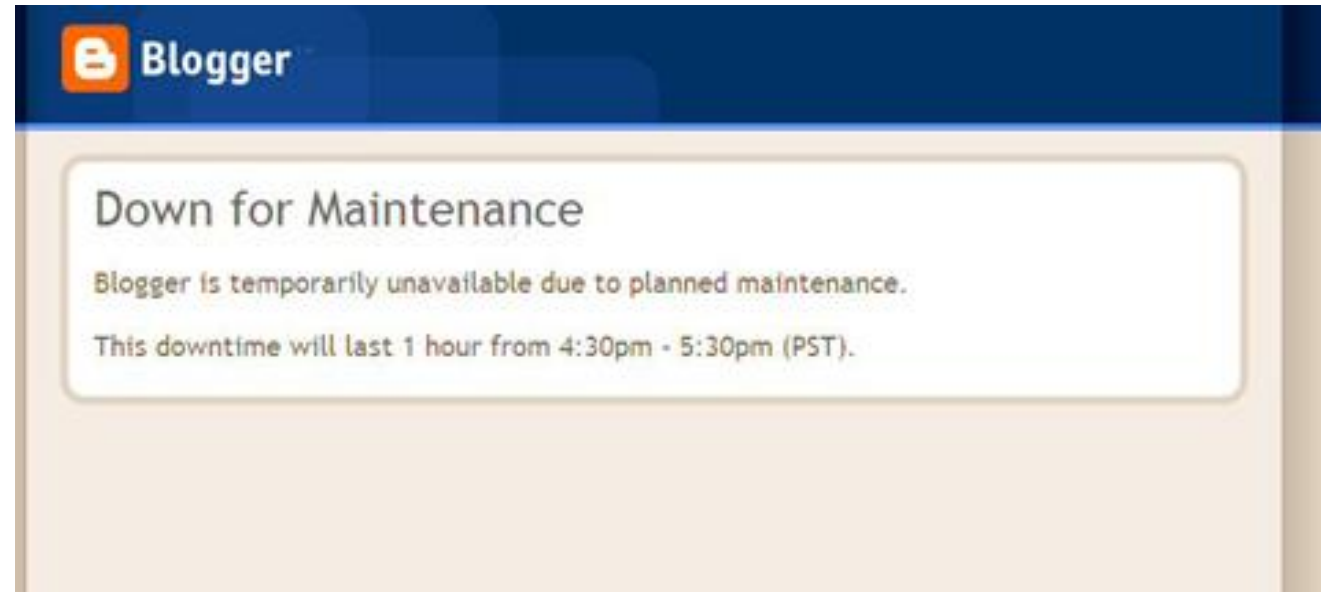 Blogger
Down for Maintenance
Blogger is temporarily unavailable due to planned maintenance.
This downtime will last 1 hour from 4:30pm - 5:30pm (PST).